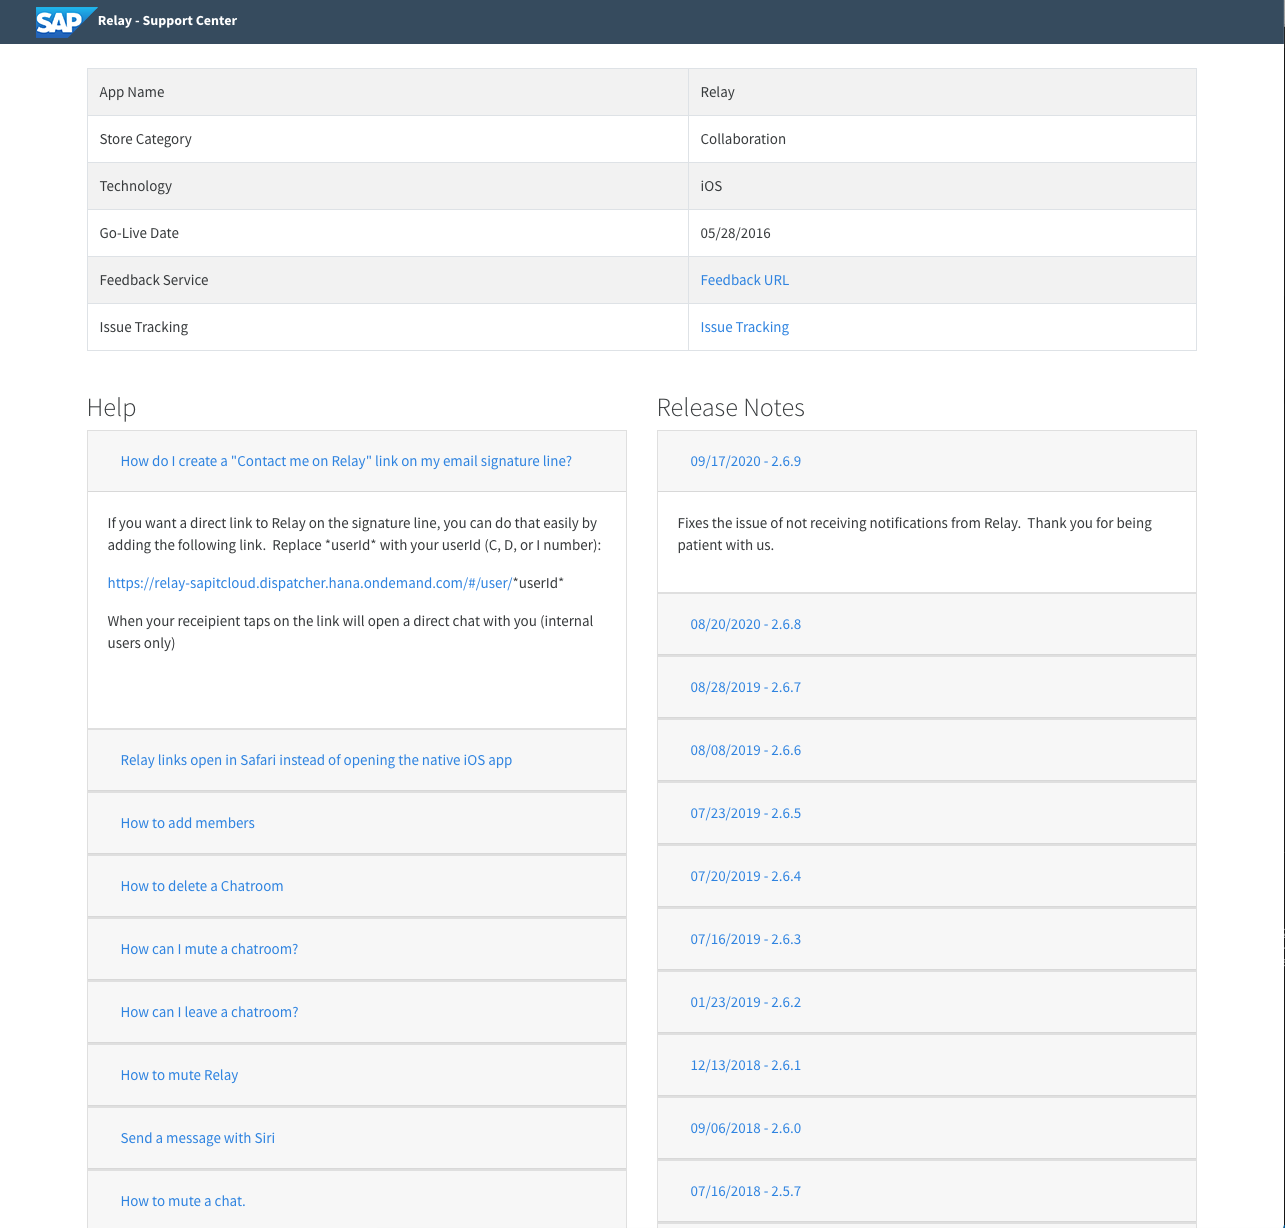 SAP Relay - Support Center
App Name Relay
Store Category Collaboration
Technology iOS
Go-Live Date 05/28/2016
Feedback Service Feedback URL
Issue Tracking Issue Tracking
Help
How do I create a "Contact me on Relay" link on my email signature line?
If you want a direct link to Relay on the signature line, you can do that easily by
adding the following link.  Replace *userId* with your userId (C, D, or I number):
https://relay-sapitcloud.dispatcher.hana.ondemand.com/#/user/*userId*
When your receipient taps on the link will open a direct chat with you (internal
users only)
Relay links open in Safari instead of opening the native iOS app
How to add members
How to delete a Chatroom
How can I mute a chatroom?
How can I leave a chatroom?
How to mute Relay
Send a message with Siri
How to mute a chat.
Release Notes
09/17/2020 - 2.6.9
Fixes the issue of not receiving notifications from Relay.  Thank you for being
patient with us.
08/20/2020 - 2.6.8
08/28/2019 - 2.6.7
08/08/2019 - 2.6.6
07/23/2019 - 2.6.5
07/20/2019 - 2.6.4
07/16/2019 - 2.6.3
01/23/2019 - 2.6.2
12/13/2018 - 2.6.1
09/06/2018 - 2.6.0
07/16/2018 - 2.5.7